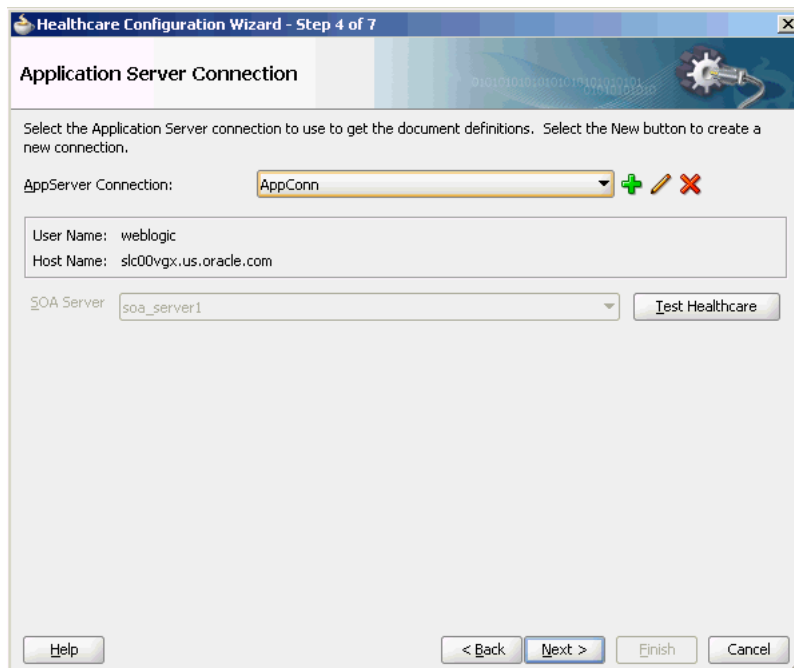 Healthcare Configuration Wizard - Step 4 of 7
Application Server Connection
Select the Application Server connection to use to get the document definitions. Select the New button to create a
new connection.
AppServer Connection: AppConn
User Name: weblogic
Host Name: slc00vgx.us.oracle.com
SOA Server soa_server1 Test Healthcare
Help < Back Next > Finish Cancel